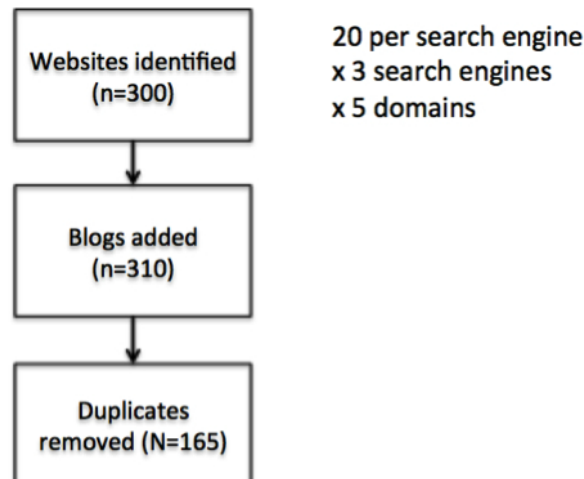 Websites identified
(n=300)
20 per search engine
x 3 search engines
x 5 domains
Blogs added
(n=310)
Duplicates
removed (N=165)